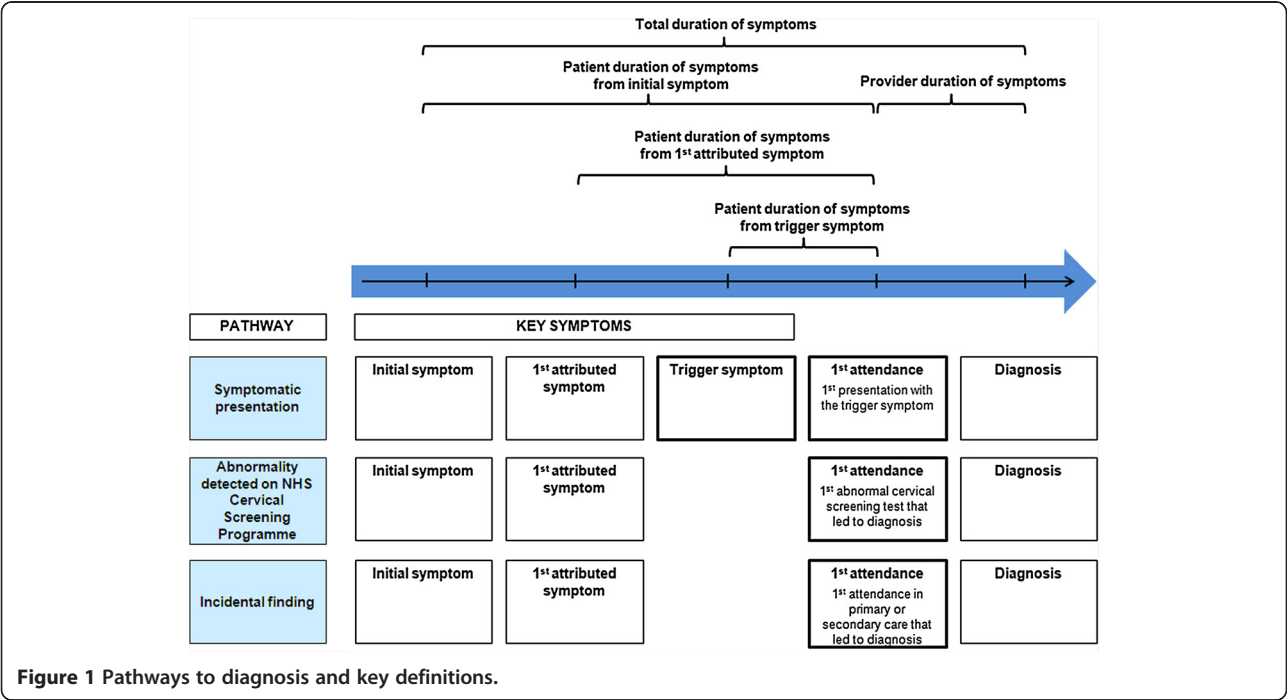 Total duration of symptoms
Patient duration of symptoms
from initial symptom
Provider duration of symptoms
Patient duration of symptoms
from 1st attributed symptom
Patient duration of symptoms
from trigger symptom
PATHWAY
KEY SYMPTOMS
Symptomatic
presentation
Initial symptom
1st attributed
symptom
Trigger symptom
1st attendance
1st presentation with
the trigger symptom
Diagnosis
Abnormality
detected on NHS
Cervical
Screening
Programme
Initial symptom
1st attributed
symptom
1st attendance
1st abnormal cervical
screening test that
led to diagnosis
Diagnosis
Incidental finding
Initial symptom
1st attributed
symptom
1st attendance
1st attendance in
primary or
secondary care that
led to diagnosis
Diagnosis
Figure 1 Pathways to diagnosis and key definitions.